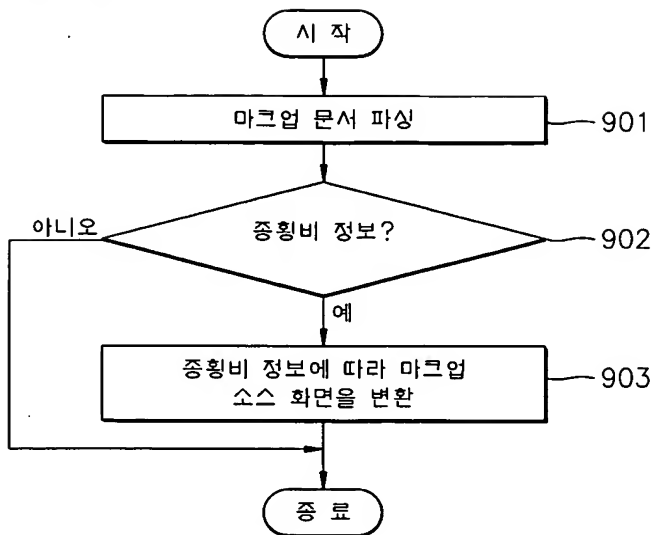 시 작
마크업 문서 파싱
901
종횡비 정보?
902
아니오
예
종횡비 정보에 따라 마크업
소스 화면을 변환
903
종 료